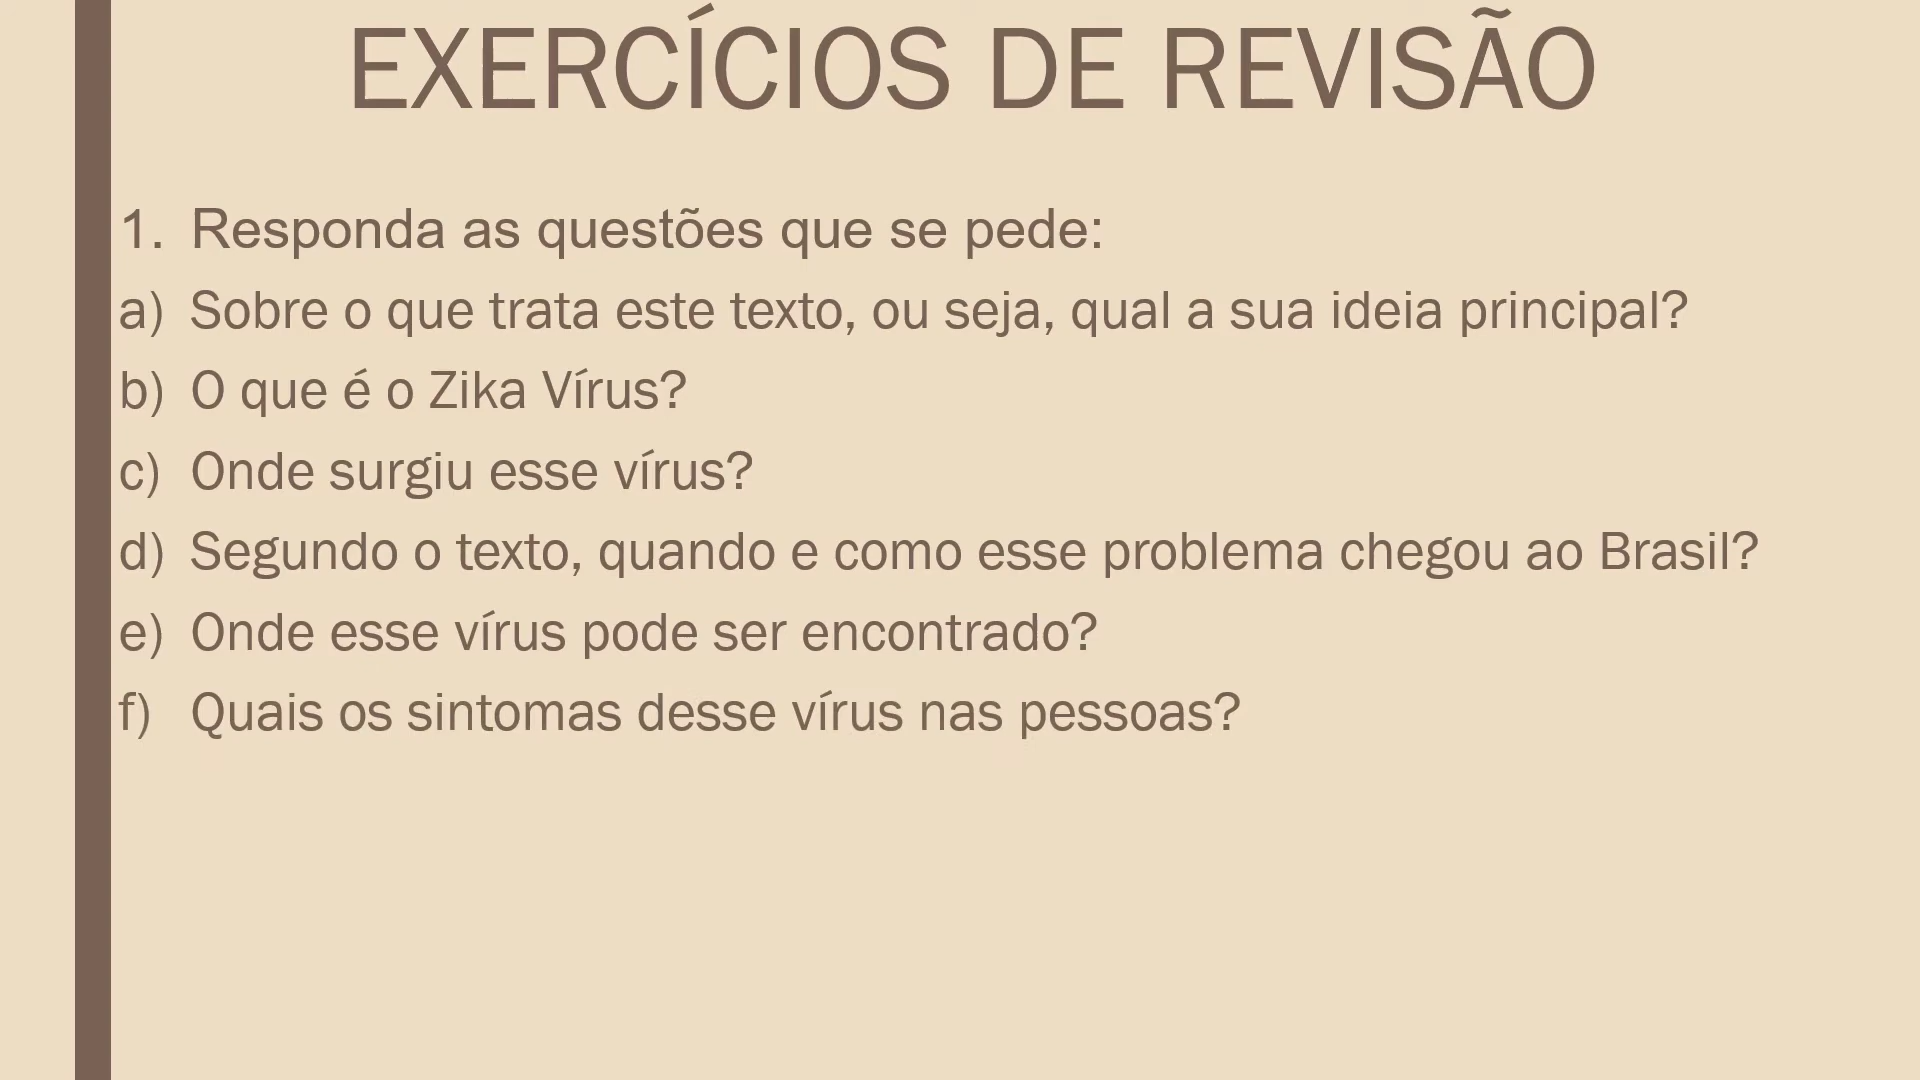 EXERCÍCIOS DE REVISÃO
1. Responda as questões que se pede:
a) Sobre o que trata este texto, ou seja, qual a sua ideia principal?
b) O que é o Zika Vírus?
c) Onde surgiu esse vírus?
d) Segundo o texto, quando e como esse problema chegou ao Brasil?
e) Onde esse vírus pode ser encontrado?
f) Quais os sintomas desse vírus nas pessoas?